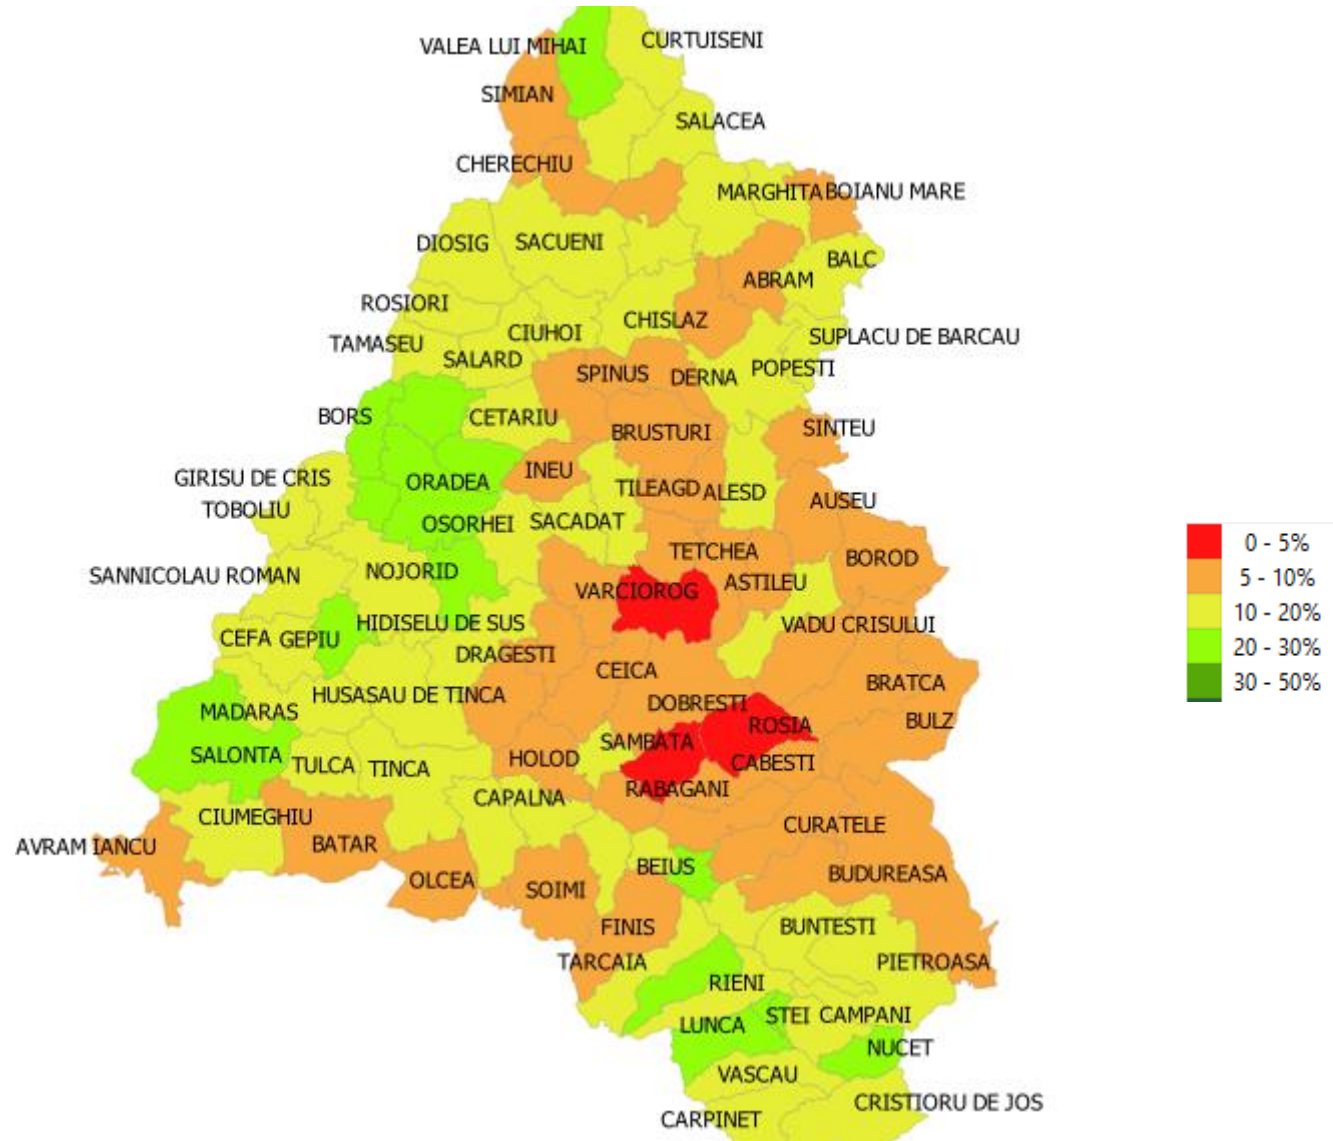 CURTUISENI
VALEA LUI MIHAI
SIMIAN
SALACEA
CHERECHIU
MARGHITA
BOIANU MARE
DIOSIG
SACUENI
BALC
ABRAM
ROSIORI
CIUHOI
CHISLAZ
SUPLACU DE BARCAU
TAMASEU
SALARD
POPESTI
SPINUS
DERNA
BORS
CETARIU
BRUSTURI
SINTEU
GIRISU DE CRIS
ORADEA
INEU
TILEAGD
ALESD
AUSEU
TOBOLIU
OSORHEI
SACADAT
TETCHEA
BOROD
SANNICOLAU ROMAN
NOJORID
VARCIOROG
ASTILEU
CEFA
GEPIU
HIDISELU DE SUS
VADU CRISULUI
DRAGESTI
CEICA
BRATCA
HUSASAU DE TINCA
DOBRESTI
MADARAS
BULZ
ROSIA
SAMBATA
SALONTA
TULCA
TINCA
HOLOD
CABESTI
RABAGANI
CAPALNA
CIUMEGHIU
CURATELE
AVRAM IANCU
BATAR
BEIUS
OLCEA
SOIMI
BUDUREASA
FINIS
BUNTESTI
TARCAIA
PIETROASA
RIENI
LUNCA
STEI
CAMPANI
NUCET
VASCAU
CARPINET
CRISTIORU DE JOS
0 - 5%
5 - 10%
10 - 20%
20 - 30%
30 - 50%